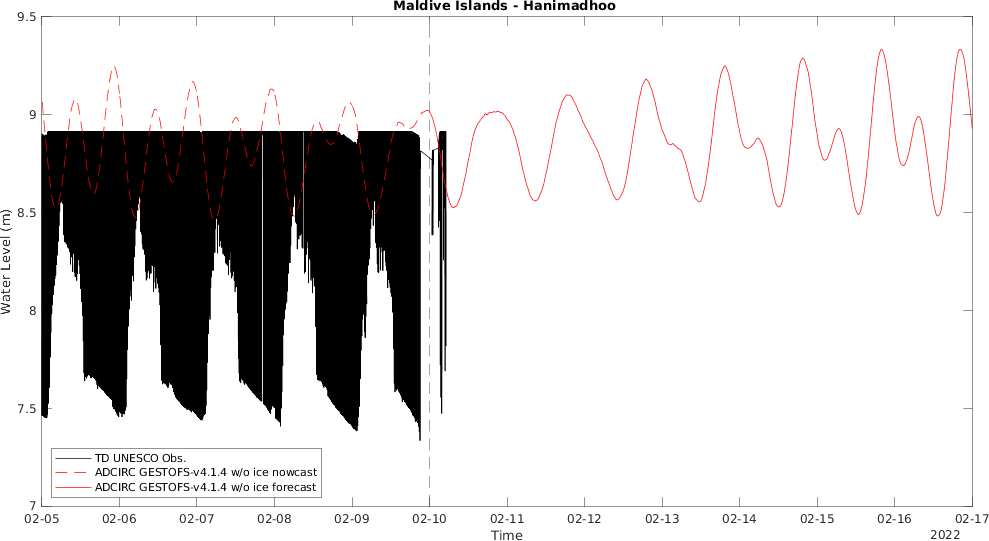 Maldive Islands - Hanimadhoo
Water Level (m)
9.5
9
8.5
8
7.5
7
TD UNESCO Obs.
ADCIRC GESTOFS-v4.1.4 w/o ice nowcast
ADCIRC GESTOFS-v4.1.4 w/o ice forecast
02-05 02-06 02-07 02-08 02-09 02-10 02-11 02-12 02-13 02-14 02-15 02-16 02-17
Time
2022